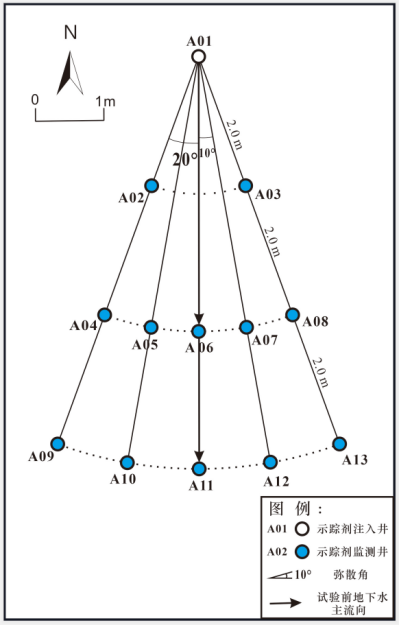 N
A01
0 1m
2.0 m
20° 10°
A02 A03
2.0 m
A04 A08
A05 A06 A07
2.0 m
A09 A13
A10 A12
A11
图 例：
A01 示踪剂注入井
A02 示踪剂监测井
10° 弥散角
试验前地下水
主流向